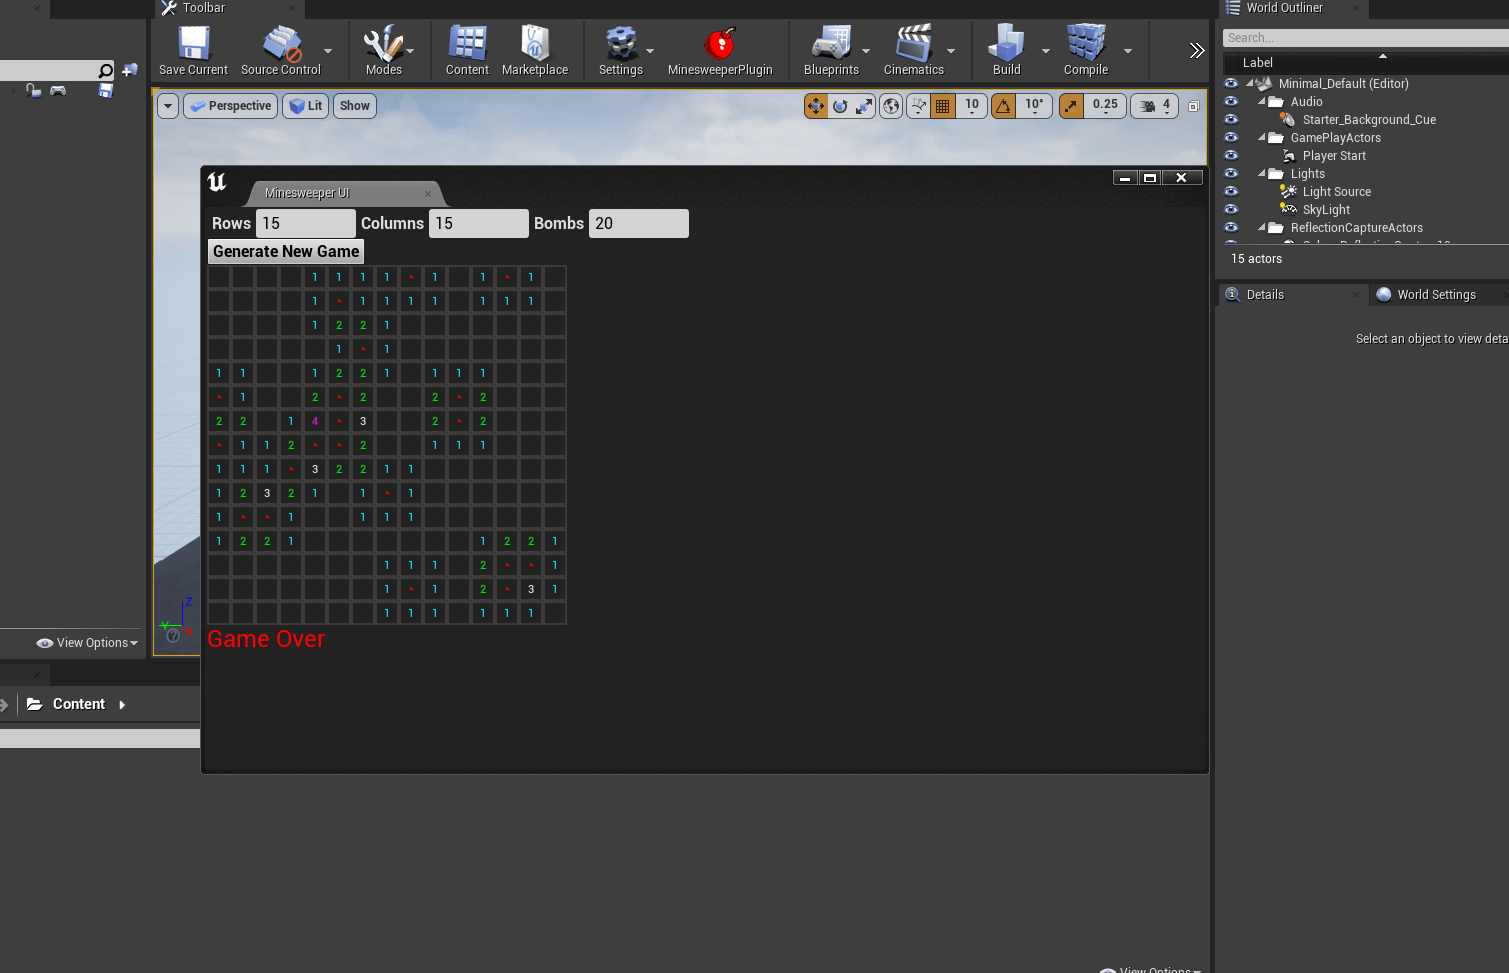 Toolbar
World Outliner
Save Current
Source Control
Modes
Content
Marketplace
Settings
MinesweeperPlugin
Blueprints
Cinematics
Build
Compile
Search...
Label
Perspective
Lit
Show
10
10°
0.25
4
Minimal_Default (Editor)
Audio
Starter_Background_Cue
GamePlayActors
Player Start
Lights
Light Source
SkyLight
ReflectionCaptureActors
15 actors
Details
World Settings
Select an object to view deta
Minesweeper UI
Rows 15 Columns 15 Bombs 20
Generate New Game
1 1 1 1 * 1 1 * 1
1 * 1 1 1 1 1 1 1
1 2 2 1
1 * 1
1 1 1 2 2 1 1 1 1
* 1 2 * 2 2 * 2
2 2 1 4 * 3 2 * 2
* 1 1 2 * * 2 1 1 1
1 1 1 * 3 2 2 1 1
1 2 3 2 1 1 * 1
1 * * 1 1 1 1
1 2 2 1 1 2 2 1
1 1 1 2 * * 1
1 * 1 2 * 3 1
1 1 1 1 1 1
Game Over
Z
Y
X
?
View Options
Content
View Options